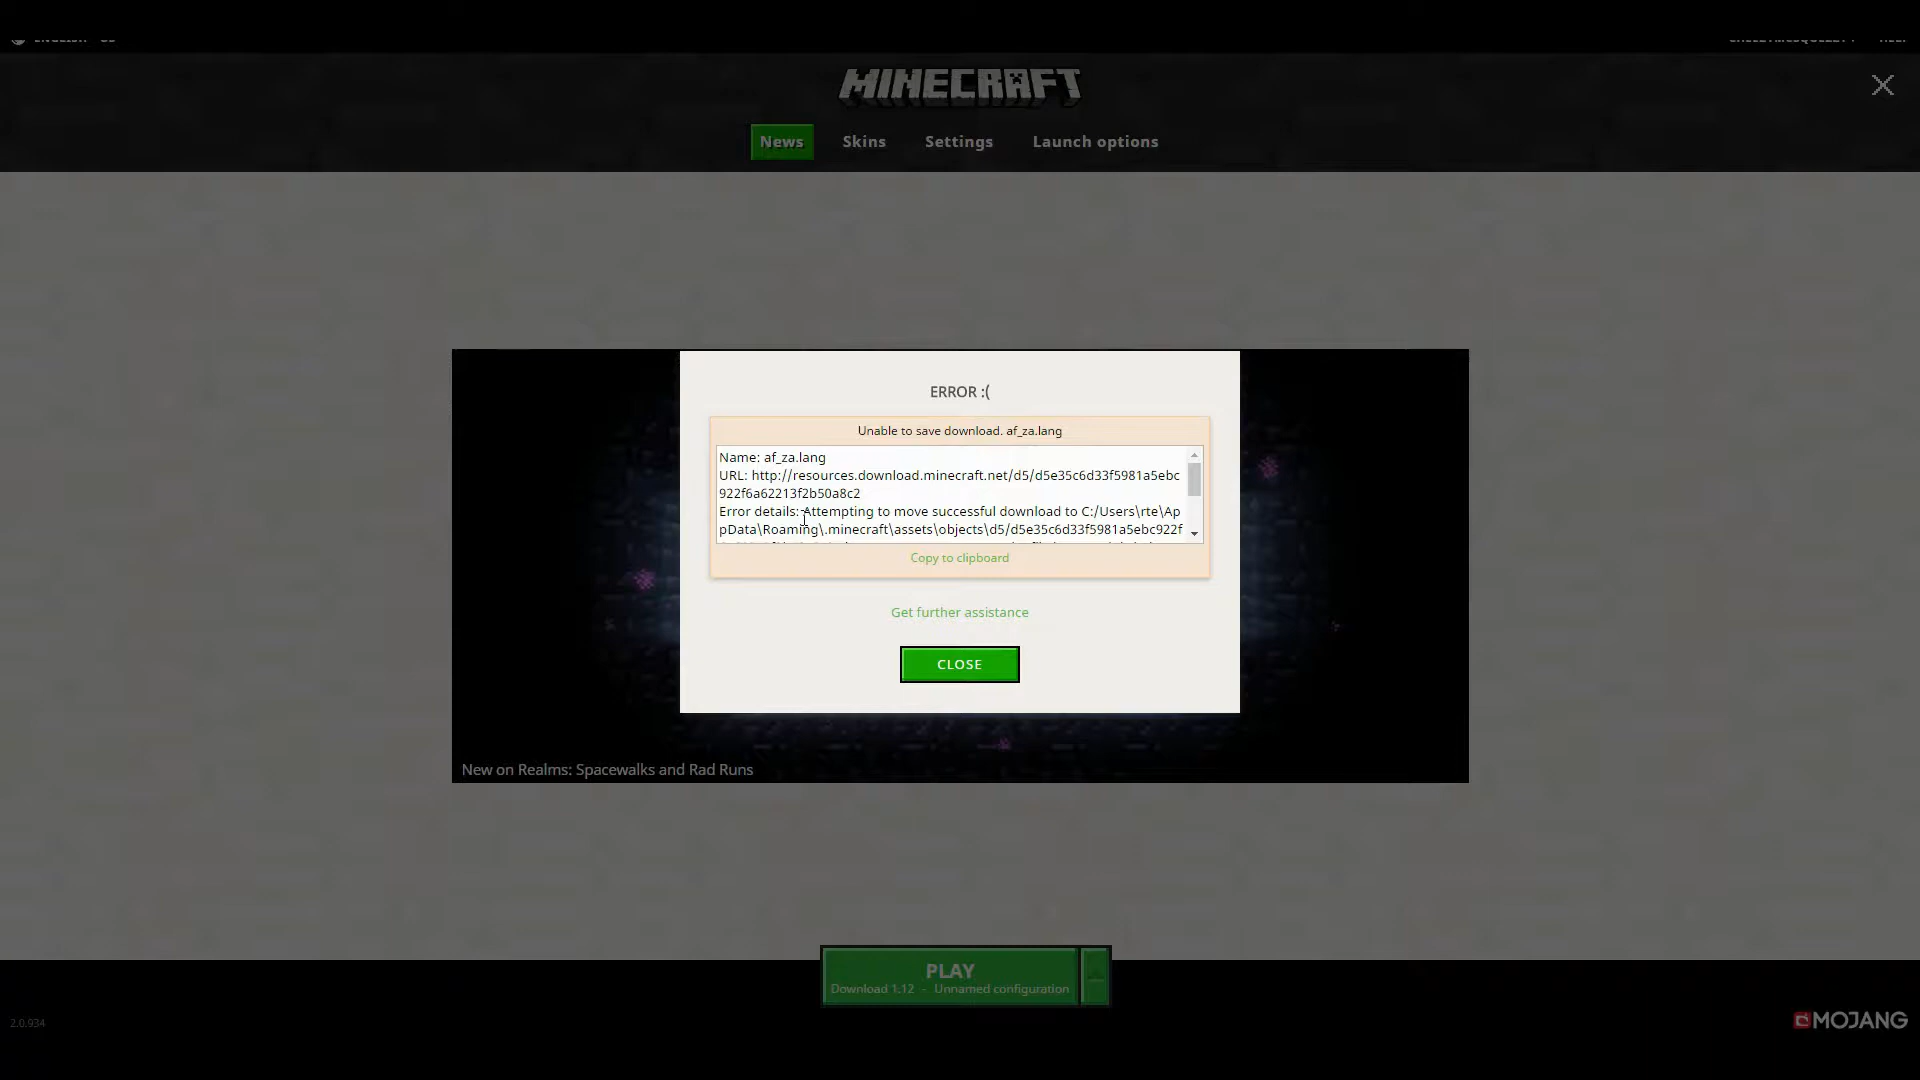 MINECRAFT
News Skins Settings Launch options
ERROR :(
Unable to save download. af_za.lang
Name: af_za.lang
URL: http://resources.download.minecraft.net/d5/d5e35c6d33f5981a5ebc
922f6a62213f2b50a8c2
Error details: Attempting to move successful download to C:/Users\rte\Ap
pData\Roaming\.minecraft\assets\objects\d5/d5e35c6d33f5981a5ebc922f
Copy to clipboard
Get further assistance
CLOSE
New on Realms: Spacewalks and Rad Runs
PLAY
Download 1.12 - Unnamed configuration
2.0.934
MOJANG